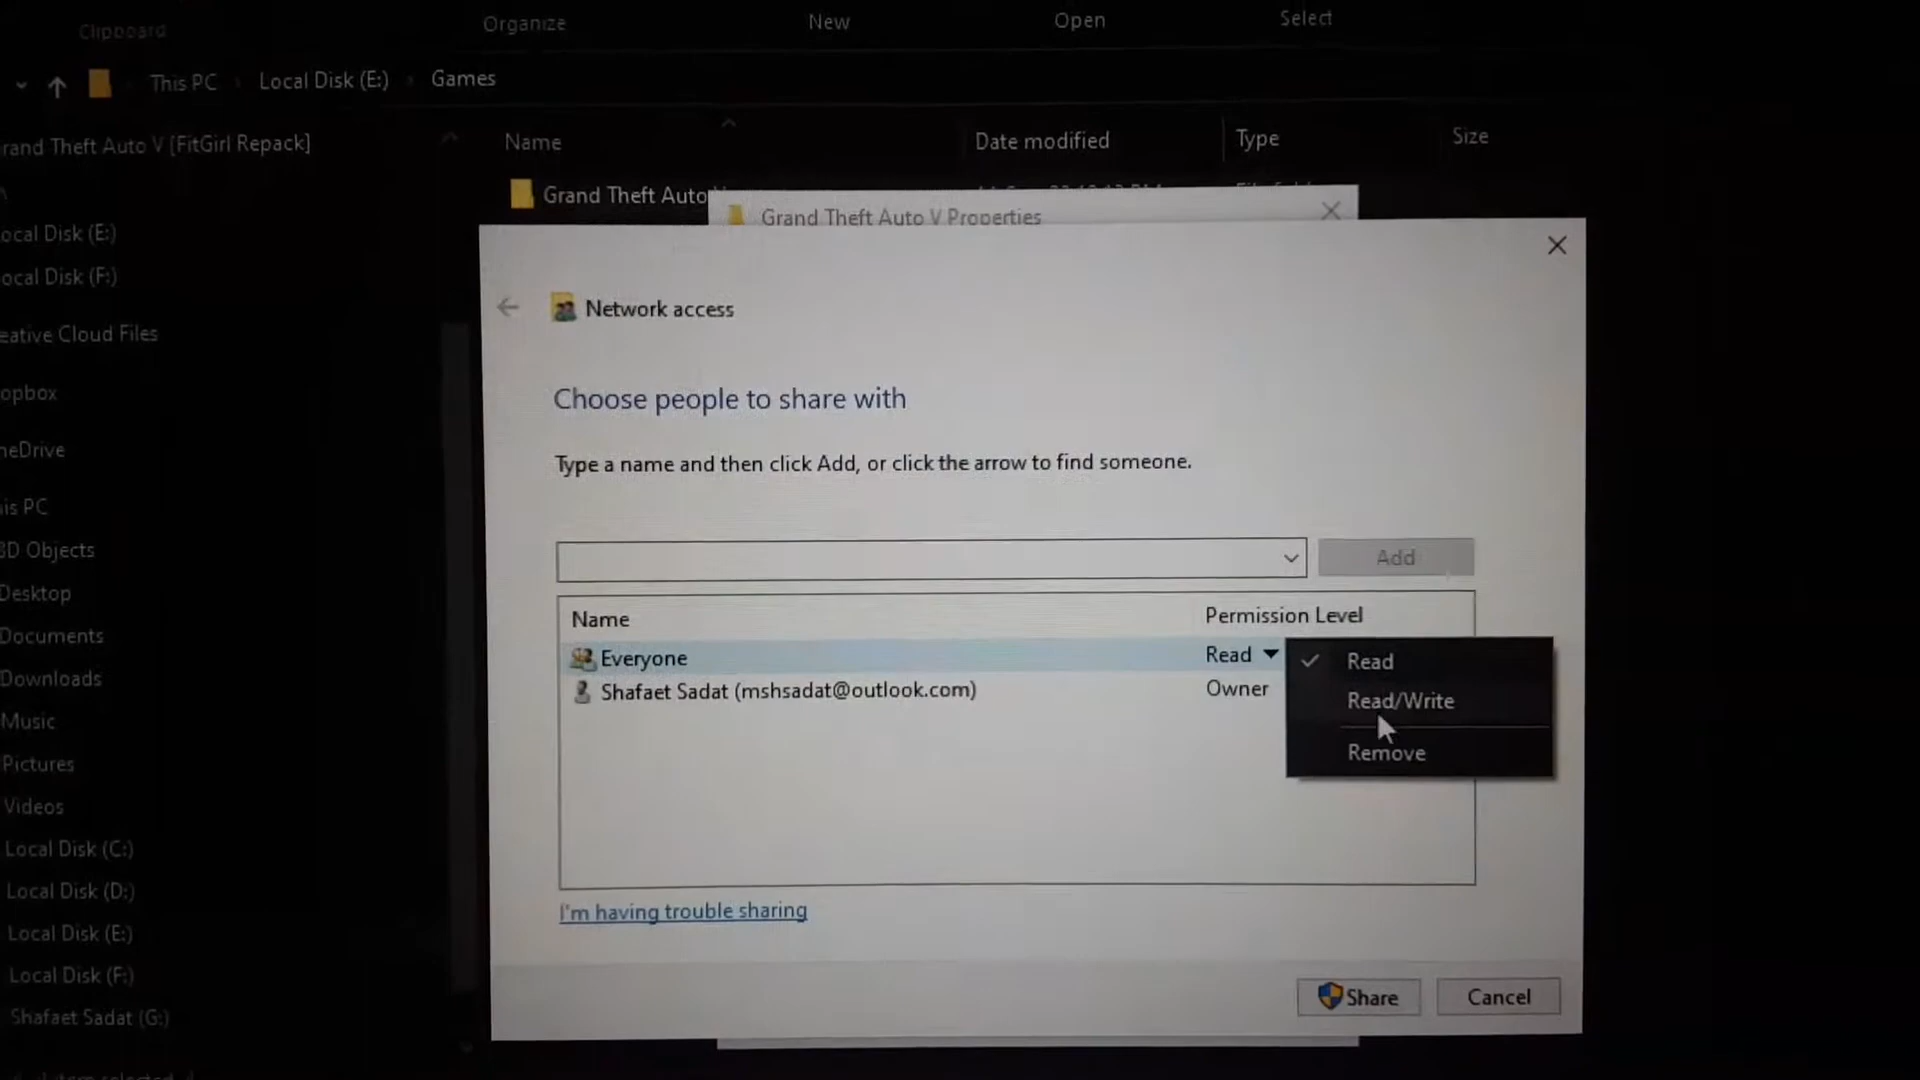 Clipboard
Organize
New
Open
Select
This PC
Local Disk (E:)
Games
Name
Date modified
Type
Size
rand Theft Auto V [FitGirl Repack]
Grand Theft Auto
Grand Theft Auto V Properties
ocal Disk (E:)
ocal Disk (F:)
eative Cloud Files
opbox
neDrive
is PC
3D Objects
Desktop
Documents
Downloads
Music
Pictures
Videos
Local Disk (C:)
Local Disk (D:)
Local Disk (E:)
Local Disk (F:)
Shafaet Sadat (G:)
Network access
Choose people to share with
Type a name and then click Add, or click the arrow to find someone.
Add
Name
Permission Level
Everyone
Read
Shafaet Sadat (mshsadat@outlook.com)
Owner
Read
Read/Write
Remove
I'm having trouble sharing
Share
Cancel